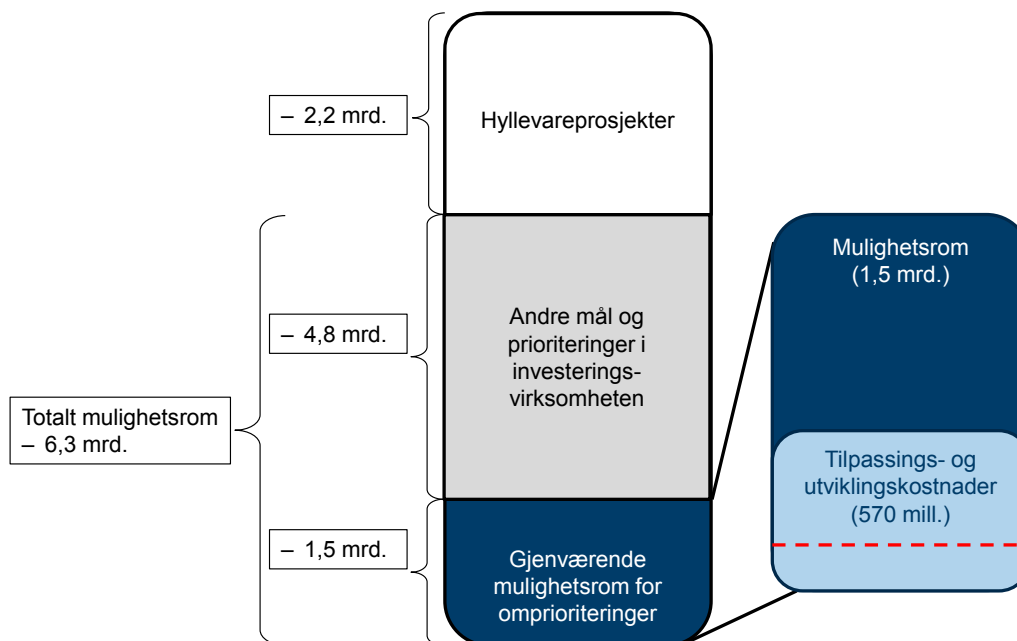 – 2,2 mrd.
Hyllevareprosjekter
– 4,8 mrd.
Andre mål og
prioriteringer i
investerings-
virksomheten
Totalt mulighetsrom
– 6,3 mrd.
– 1,5 mrd.
Gjenværende
mulighetsrom for
omprioriteringer
Mulighetsrom
(1,5 mrd.)
Tilpassings- og
utviklingskostnader
(570 mill.)